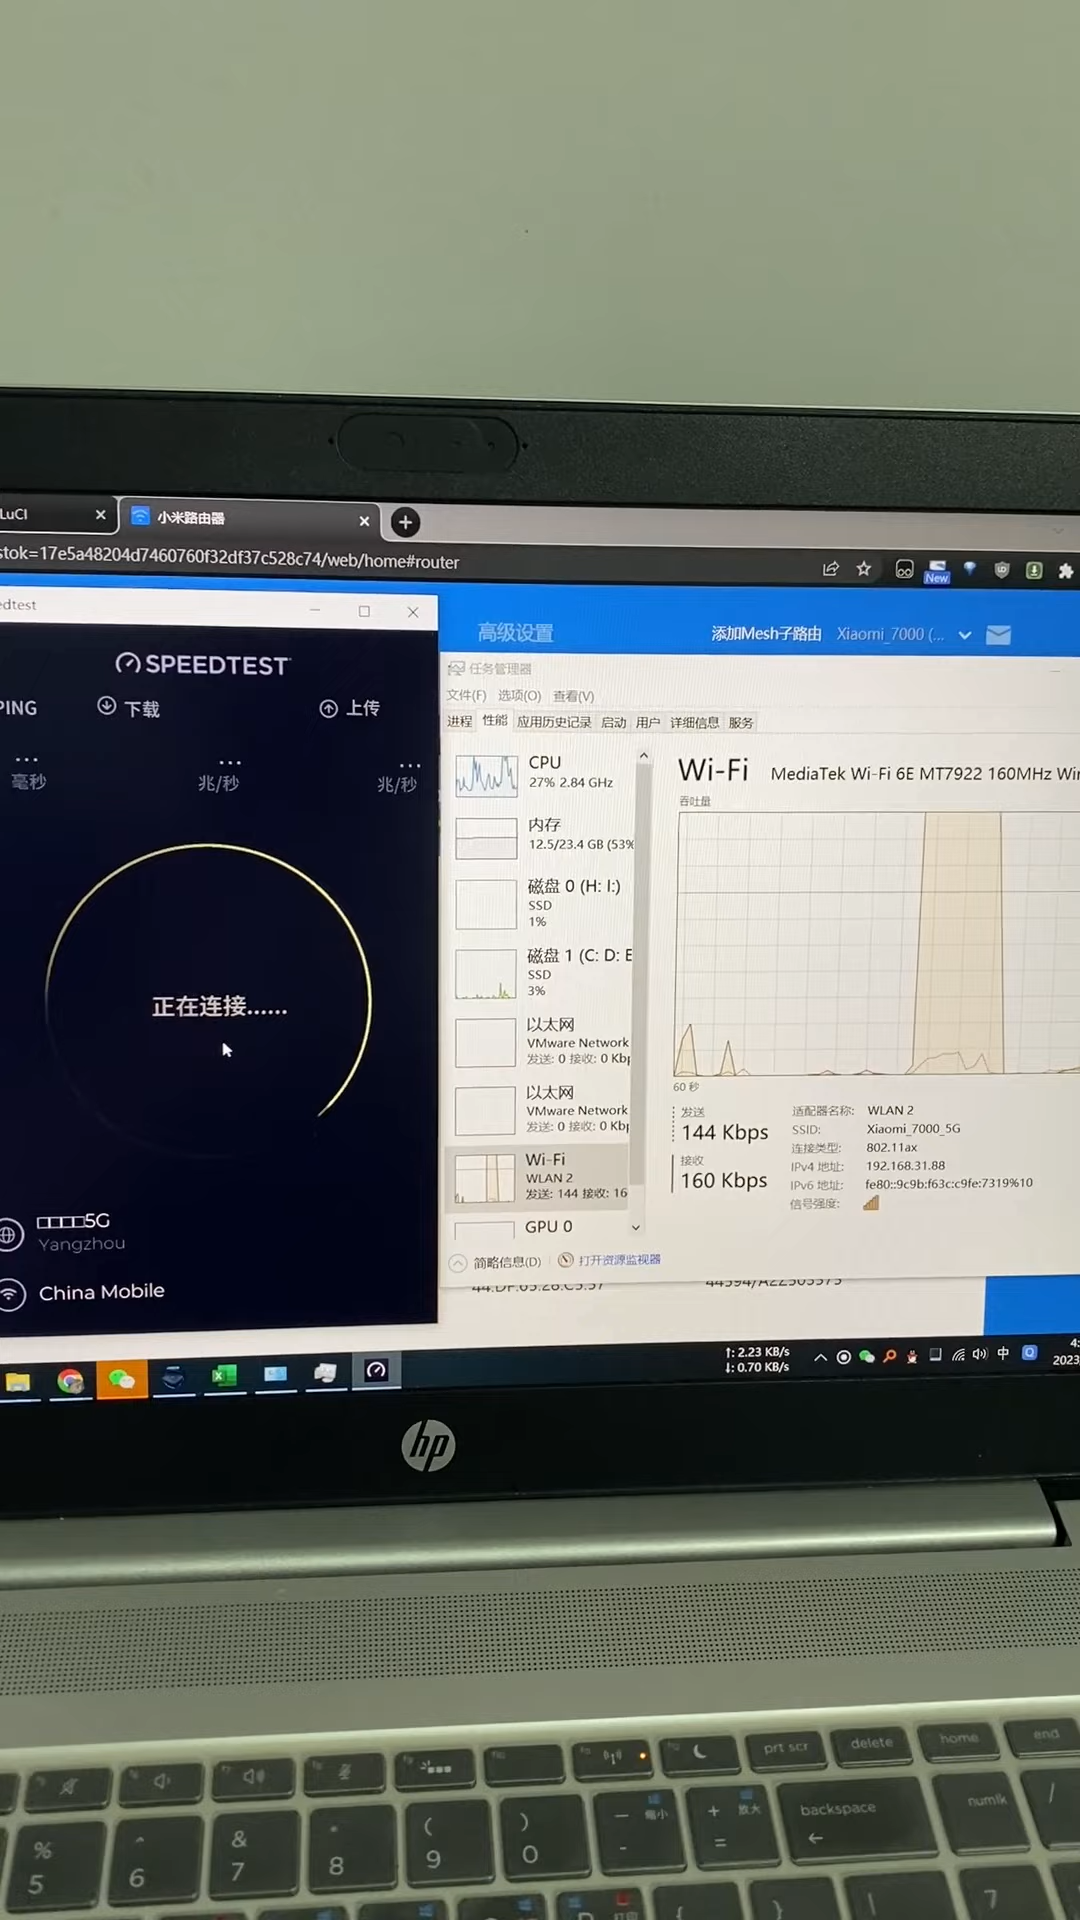 LuCI
小米路由器
stok=17e5a48204d7460760f32df37c528c74/web/home#router
New
edtest
高级设置
添加Mesh子路由 Xiaomi_7000 (...
SPEEDTEST
PING
下载
上传
...
毫秒
...
兆/秒
...
兆/秒
正在连接......
□□□□5G
Yangzhou
China Mobile
任务管理器
文件(F) 选项(O) 查看(V)
进程 性能 应用历史记录 启动 用户 详细信息 服务
CPU
27% 2.84 GHz
内存
12.5/23.4 GB (53%
磁盘 0 (H: I:)
SSD
1%
磁盘 1 (C: D: E
SSD
3%
以太网
VMware Network
发送: 0 接收: 0 Kbp
以太网
VMware Network
发送: 0 接收: 0 Kbp
Wi-Fi
WLAN 2
发送: 144 接收: 16
GPU 0
Wi-Fi
MediaTek Wi-Fi 6E MT7922 160MHz Wir
吞吐量
60 秒
发送
144 Kbps
接收
160 Kbps
适配器名称: WLAN 2
SSID: Xiaomi_7000_5G
连接类型: 802.11ax
IPv4 地址: 192.168.31.88
IPv6 地址: fe80::9c9b:f63c:c9fe:7319%10
信号强度:
简略信息(D)
打开资源监视器
↑: 2.23 KB/s
↓: 0.70 KB/s
中
4:
2023
hp
prt scr
delete
home
end
% 5
^ 6
& 7
* 8
( 9
) 0
— - 缩小
+ = 放大
backspace
←
numlk
/
7